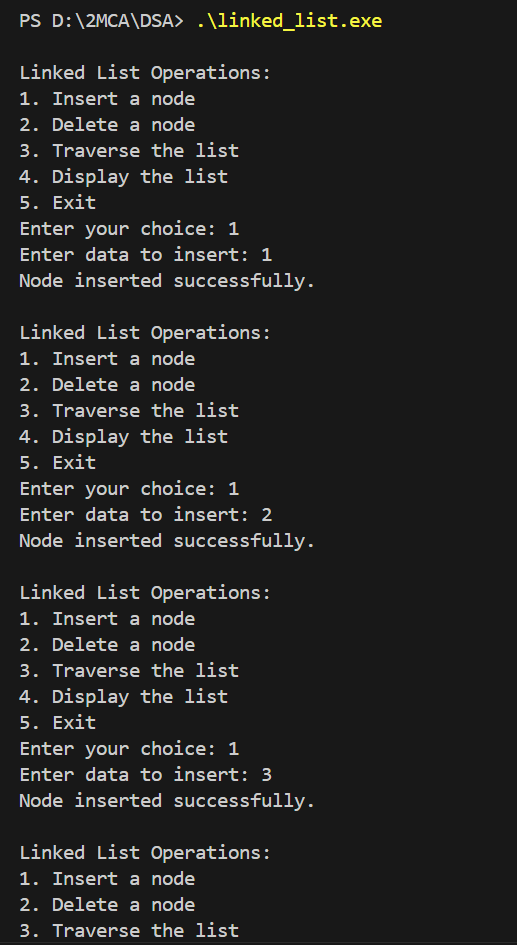 PS D:\2MCA\DSA> .\linked_list.exe
Linked List Operations:
1. Insert a node
2. Delete a node
3. Traverse the list
4. Display the list
5. Exit
Enter your choice: 1
Enter data to insert: 1
Node inserted successfully.
Linked List Operations:
1. Insert a node
2. Delete a node
3. Traverse the list
4. Display the list
5. Exit
Enter your choice: 1
Enter data to insert: 2
Node inserted successfully.
Linked List Operations:
1. Insert a node
2. Delete a node
3. Traverse the list
4. Display the list
5. Exit
Enter your choice: 1
Enter data to insert: 3
Node inserted successfully.
Linked List Operations:
1. Insert a node
2. Delete a node
3. Traverse the list